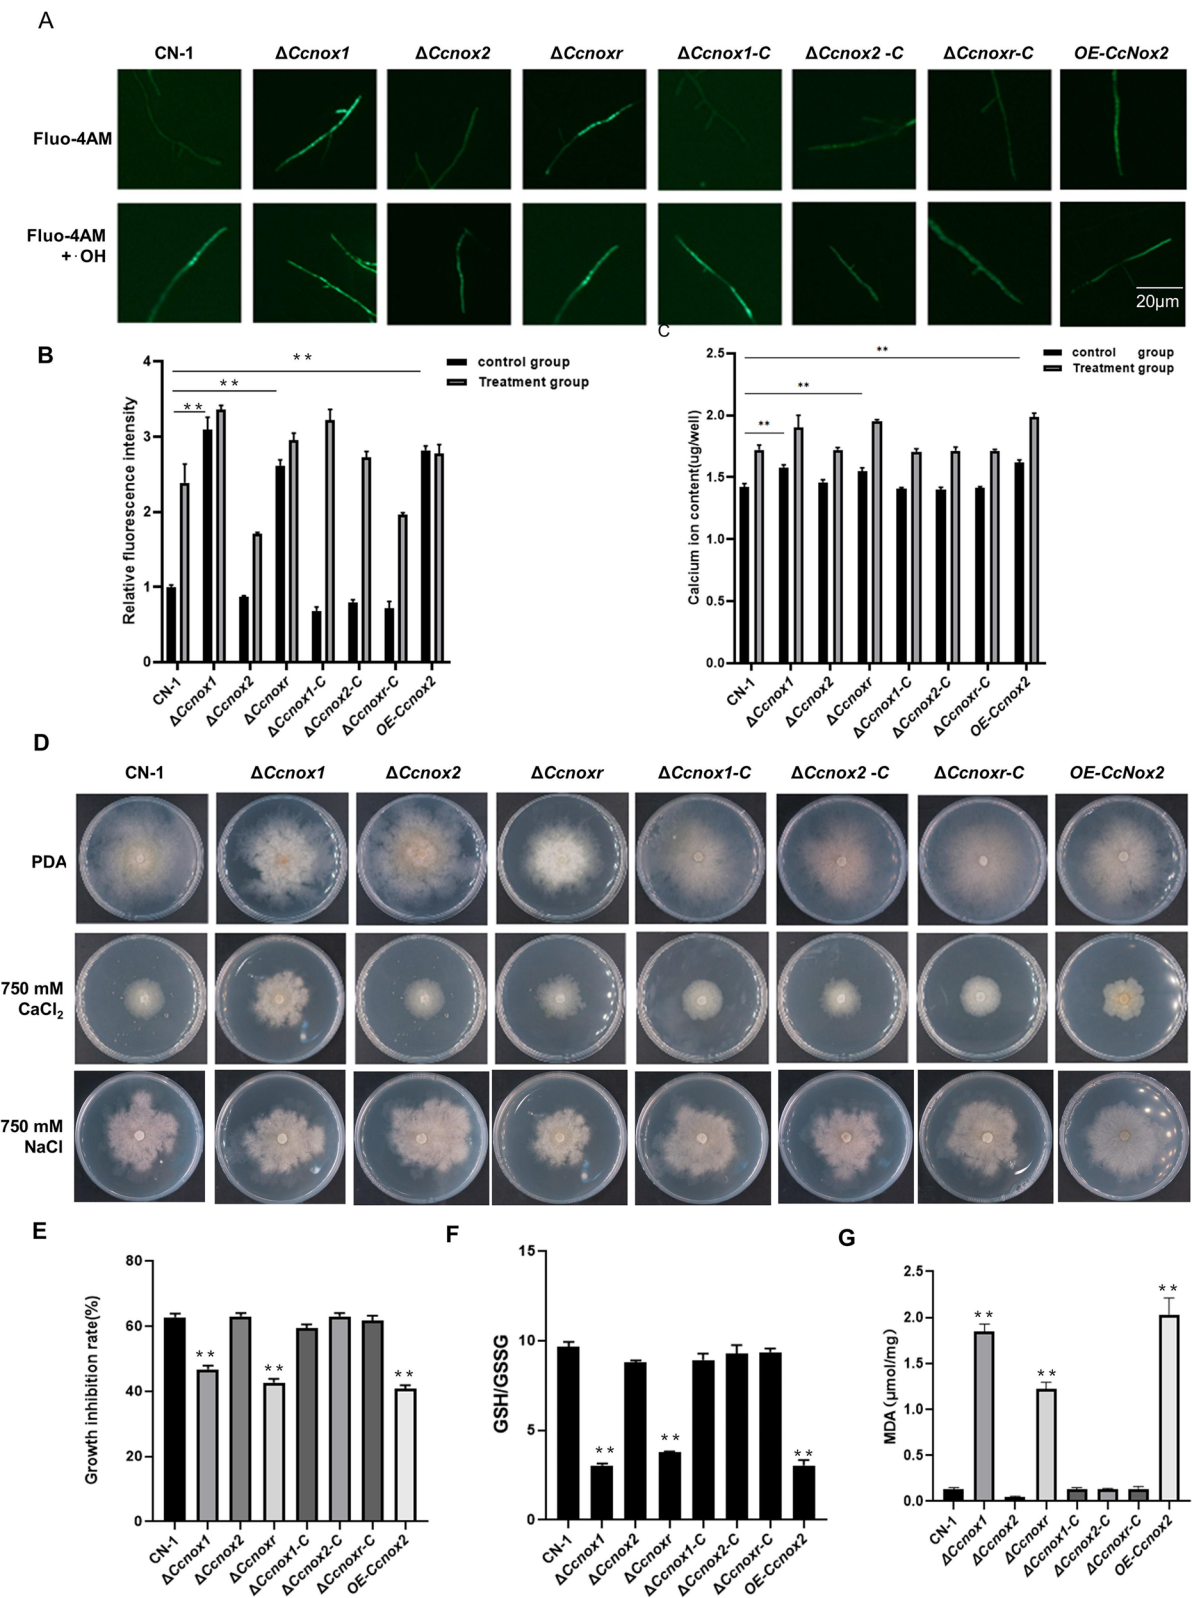 A
CN-1 ΔCcnox1 ΔCcnox2 ΔCcnoxr ΔCcnox1-C ΔCcnox2 -C ΔCcnoxr-C OE-CcNox2
Fluo-4AM
Fluo-4AM
+·OH
20μm
B
4
3
2
1
0
Relative fluorescence intensity
** ** **
control group
Treatment group
CN-1 ΔCcnox1 ΔCcnox2 ΔCcnoxr ΔCcnox1-C ΔCcnox2-C ΔCcnoxr-C OE-Ccnox2
C
2.5
2.0
1.5
1.0
0.5
0.0
Calcium ion content(ug/well)
** ** **
control group
Treatment group
CN-1 ΔCcnox1 ΔCcnox2 ΔCcnoxr ΔCcnox1-C ΔCcnox2-C ΔCcnoxr-C OE-Ccnox2
D
CN-1 ΔCcnox1 ΔCcnox2 ΔCcnoxr ΔCcnox1-C ΔCcnox2 -C ΔCcnoxr-C OE-CcNox2
PDA
750 mM
CaCl₂
750 mM
NaCl
E
80
60
40
20
0
Growth inhibition rate(%)
** ** **
CN-1 ΔCcnox1 ΔCcnox2 ΔCcnoxr ΔCcnox1-C ΔCcnox2-C ΔCcnoxr-C OE-Ccnox2
F
15
10
5
0
GSH/GSSG
** ** **
CN-1 ΔCcnox1 ΔCcnox2 ΔCcnoxr ΔCcnox1-C ΔCcnox2-C ΔCcnoxr-C OE-Ccnox2
G
2.5
2.0
1.5
1.0
0.5
0.0
MDA (μmol/mg)
** ** **
CN-1 ΔCcnox1 ΔCcnox2 ΔCcnoxr ΔCcnox1-C ΔCcnox2-C ΔCcnoxr-C OE-Ccnox2